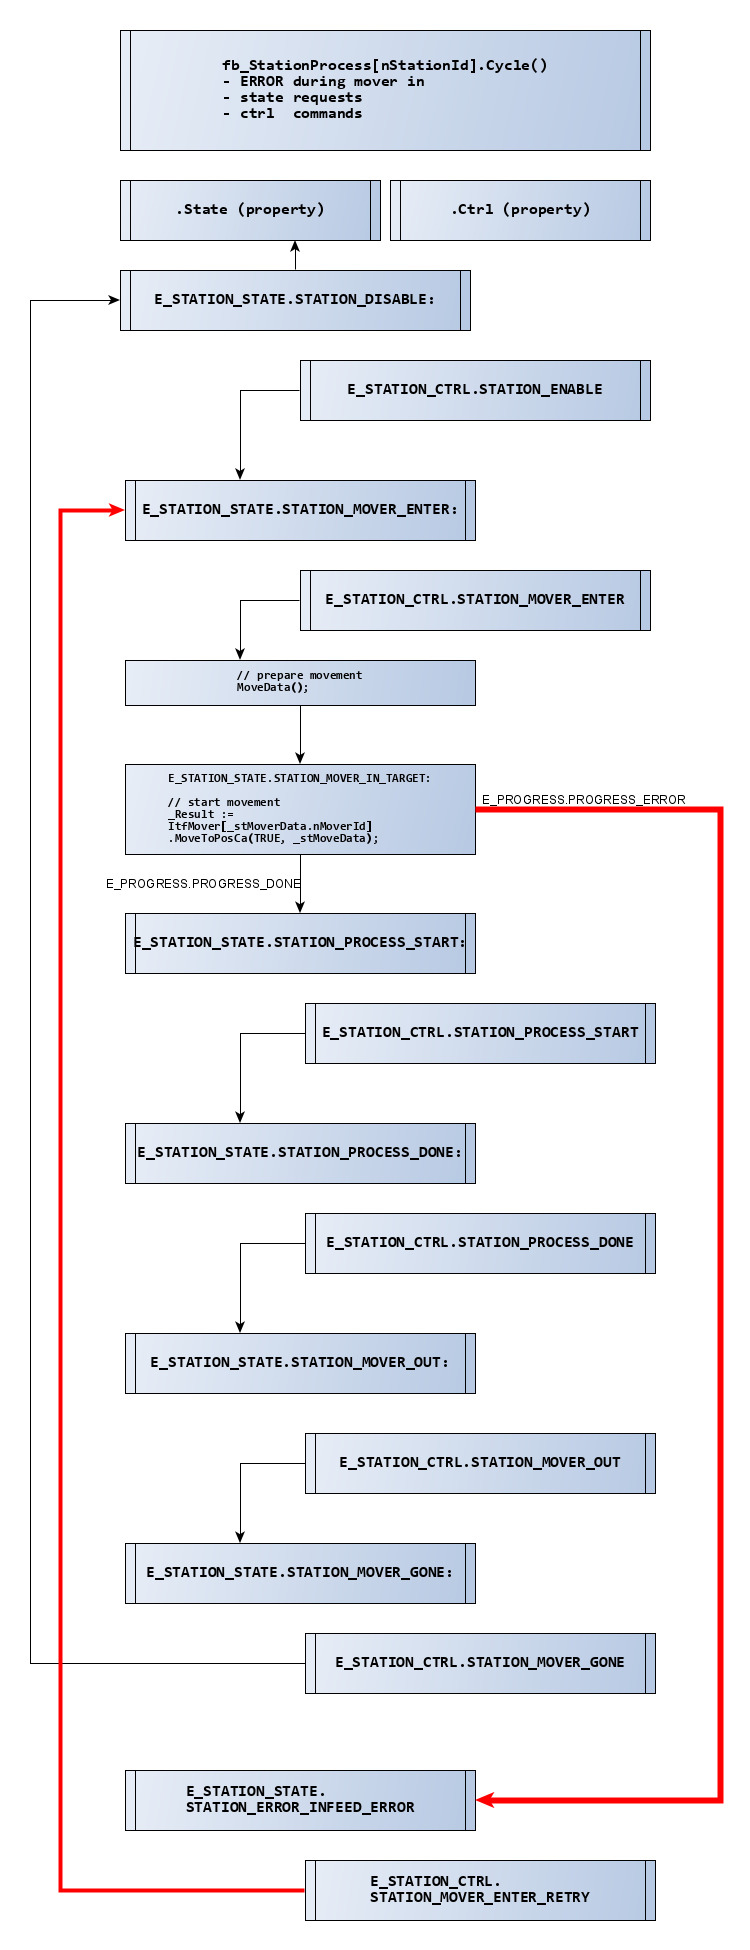 fb_StationProcess[nStationId].Cycle()
- ERROR during mover in
- state requests
- ctrl  commands
.State (property)
.Ctrl (property)
E_STATION_STATE.STATION_DISABLE:
E_STATION_CTRL.STATION_ENABLE
E_STATION_STATE.STATION_MOVER_ENTER:
E_STATION_CTRL.STATION_MOVER_ENTER
// prepare movement
MoveData();
E_STATION_STATE.STATION_MOVER_IN_TARGET:
// start movement
_Result :=
ItfMover[_stMoverData.nMoverId]
.MoveToPosCa(TRUE, _stMoveData);
E_PROGRESS.PROGRESS_ERROR
E_PROGRESS.PROGRESS_DONE
E_STATION_STATE.STATION_PROCESS_START:
E_STATION_CTRL.STATION_PROCESS_START
E_STATION_STATE.STATION_PROCESS_DONE:
E_STATION_CTRL.STATION_PROCESS_DONE
E_STATION_STATE.STATION_MOVER_OUT:
E_STATION_CTRL.STATION_MOVER_OUT
E_STATION_STATE.STATION_MOVER_GONE:
E_STATION_CTRL.STATION_MOVER_GONE
E_STATION_STATE.
STATION_ERROR_INFEED_ERROR
E_STATION_CTRL.
STATION_MOVER_ENTER_RETRY